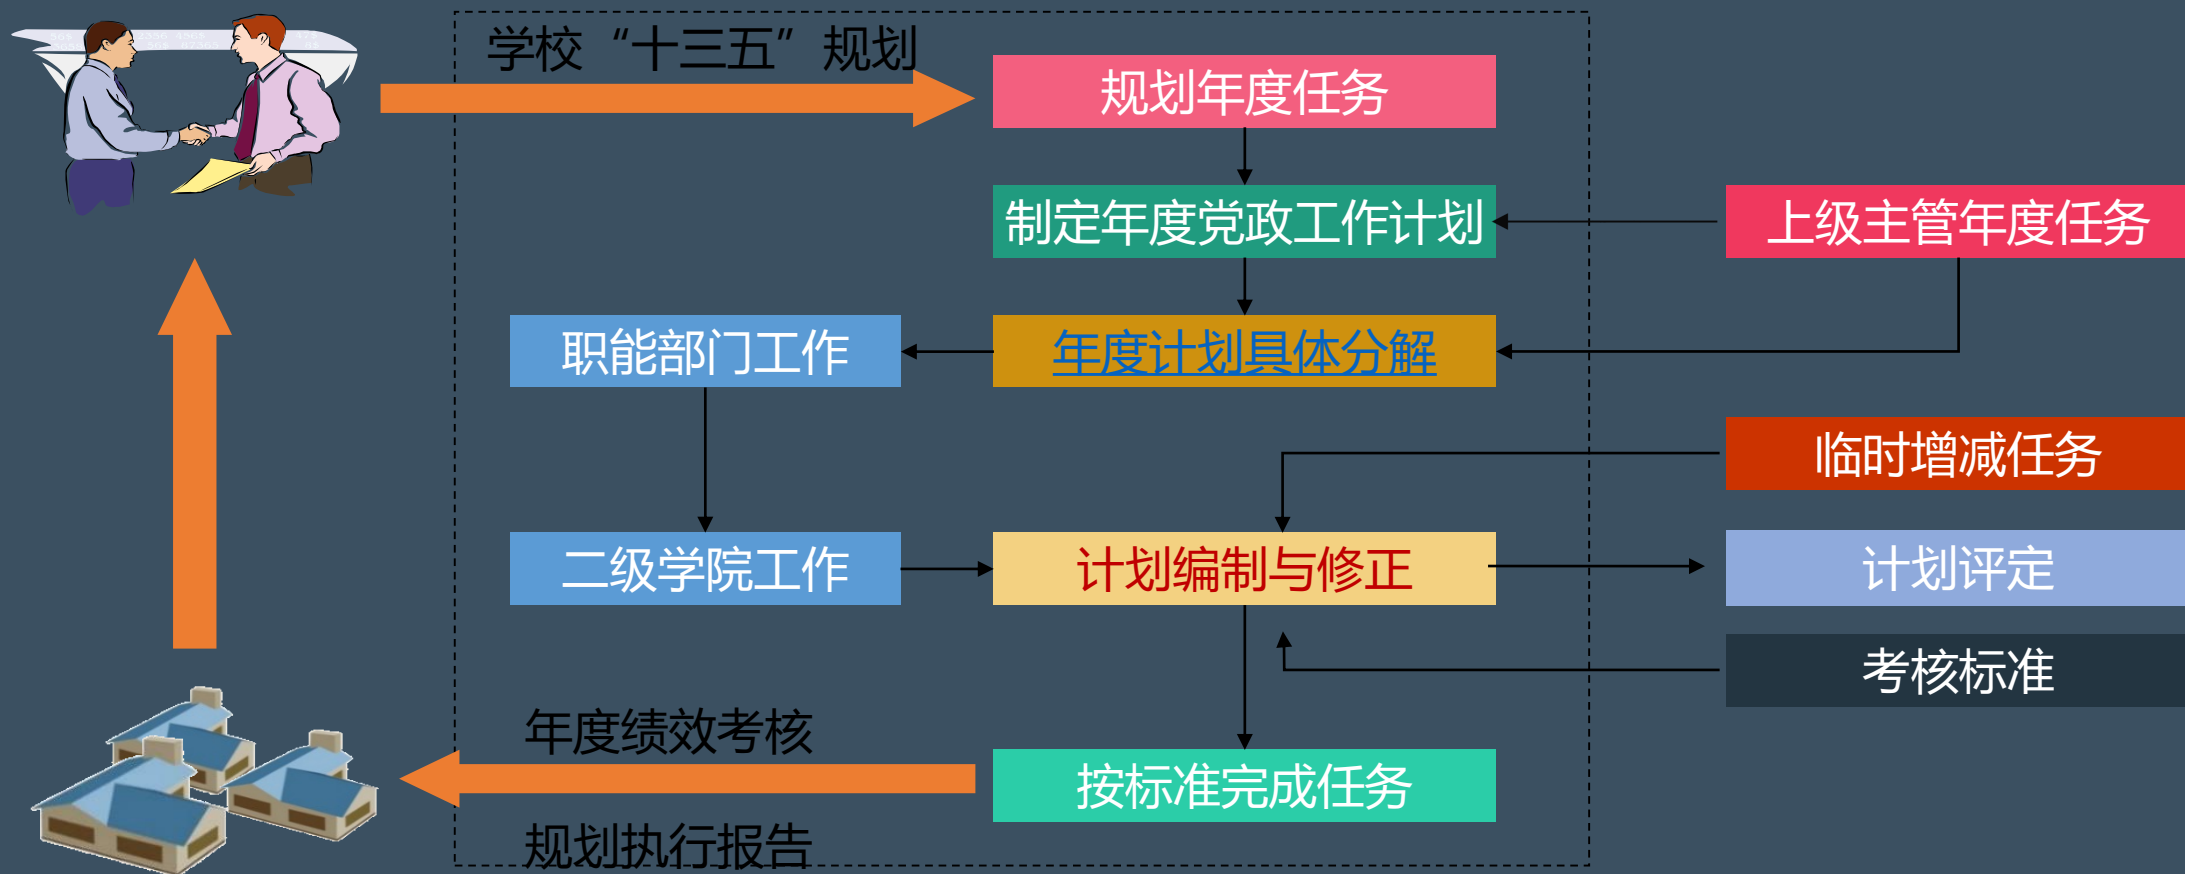 学校“十三五”规划
规划年度任务
制定年度党政工作计划
上级主管年度任务
职能部门工作
年度计划具体分解
临时增减任务
二级学院工作
计划编制与修正
计划评定
考核标准
年度绩效考核
按标准完成任务
规划执行报告